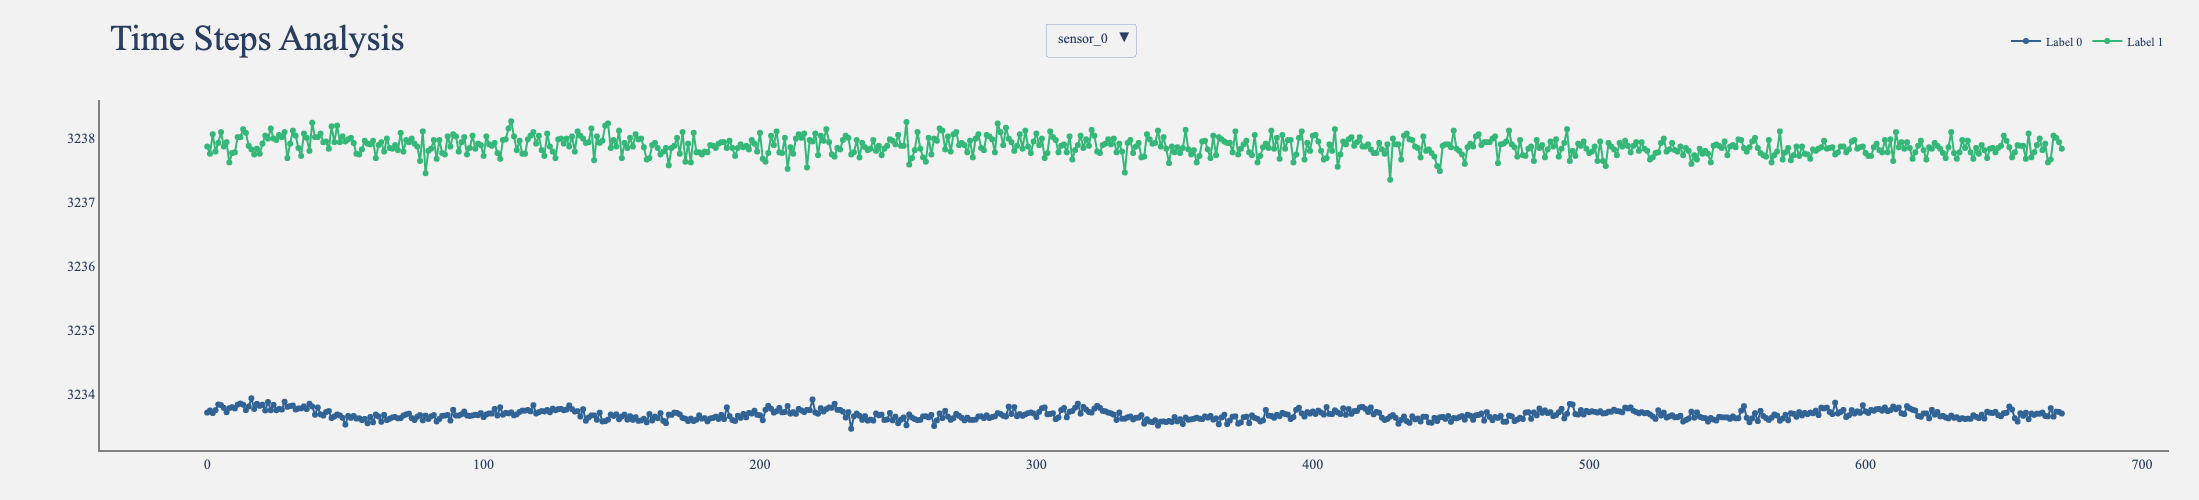 Time Steps Analysis
sensor_0 ▼
Label 0
Label 1
3238
3237
3236
3235
3234
0 100 200 300 400 500 600 700